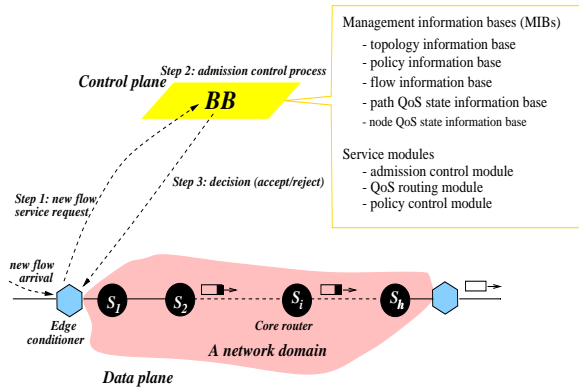 Management information bases (MIBs)
- topology information base
- policy information base
- flow information base
- path QoS state information base
- node QoS state information base
Service modules
- admission control module
- QoS routing module
- policy control module
Step 2: admission control process
Control plane
BB
Step 1: new flow
service request
Step 3: decision (accept/reject)
new flow
arrival
S1
S2
Si
Sh
Edge
conditioner
Core router
A network domain
Data plane